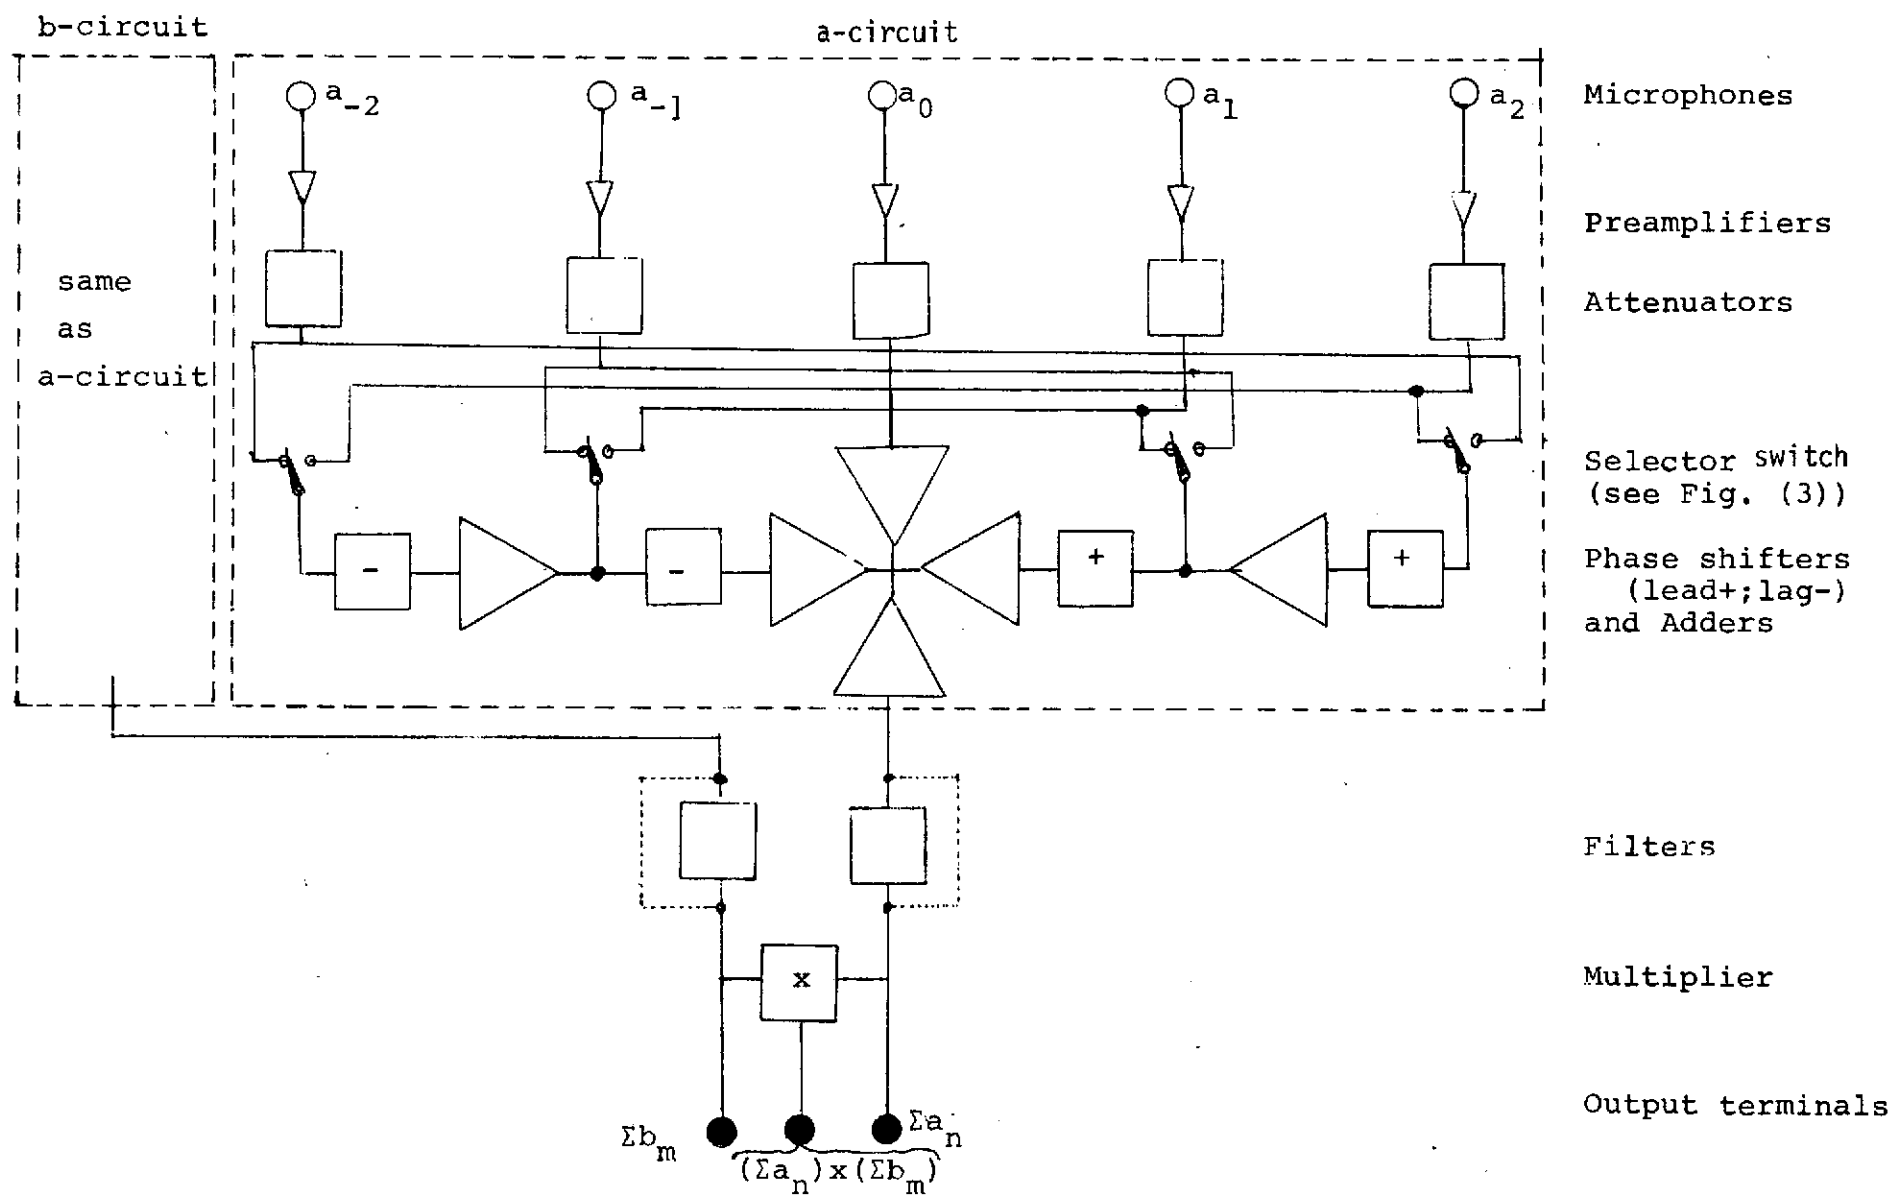 b-circuit
a-circuit
a-2
a-1
a0
a1
a2
Microphones
Preamplifiers
same
as
a-circuit
Attenuators
Selector switch
(see Fig. (3))
- - + +
Phase shifters
(lead+;lag-)
and Adders
Filters
x
Multiplier
Output terminals
Σbm
Σan
(Σan)x(Σbm)